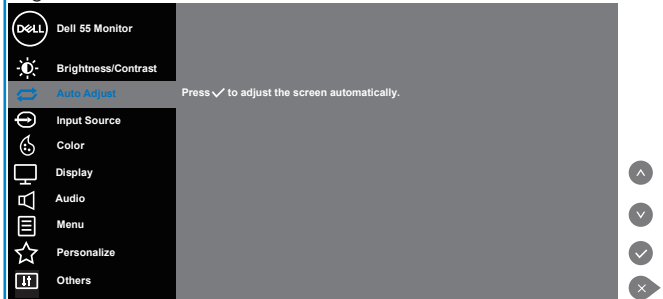 DELL
Dell 55 Monitor
Brightness/Contrast
Auto Adjust
Press ✓ to adjust the screen automatically.
Input Source
Color
Display
Audio
Menu
Personalize
Others